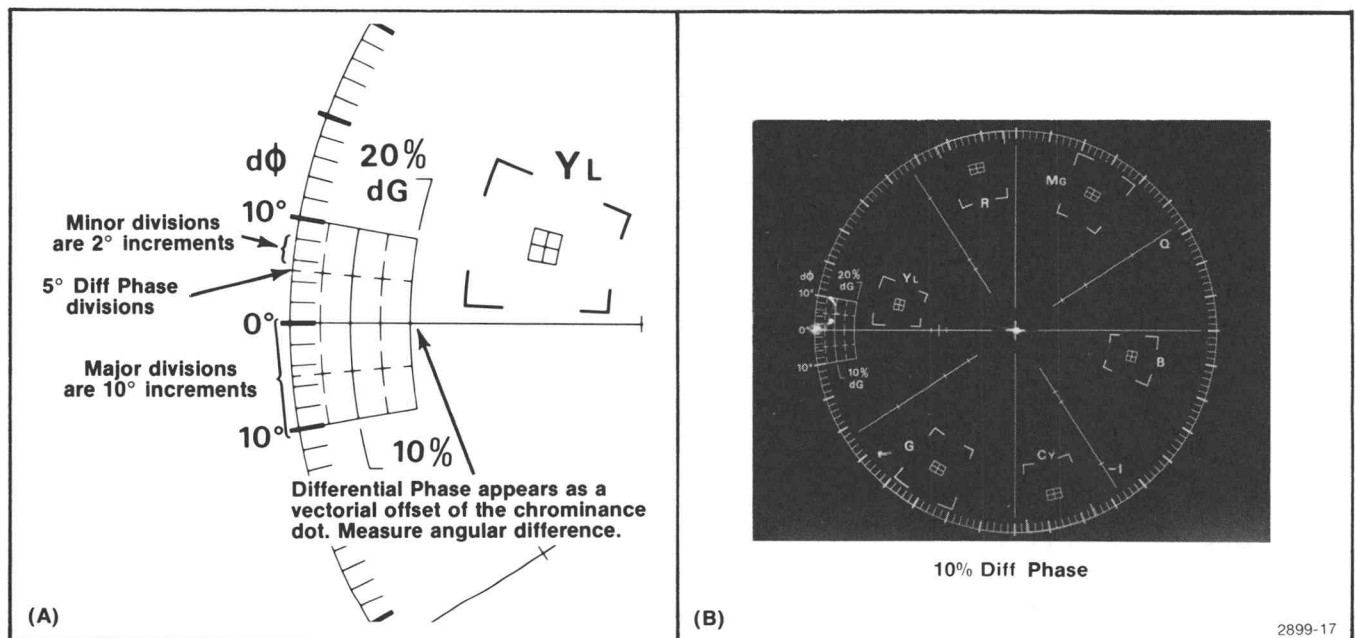 dϕ
20%
dG
YL
10°
Minor divisions
are 2° increments
5° Diff Phase
divisions
0°
Major divisions
are 10° increments
10°
10%
Differential Phase appears as a
vectorial offset of the chrominance
dot. Measure angular difference.
(A)
R
MG
Q
dϕ
20%
dG
YL
10°
0°
B
10°
10%
dG
G
CY
-I
10% Diff Phase
(B)
2899-17